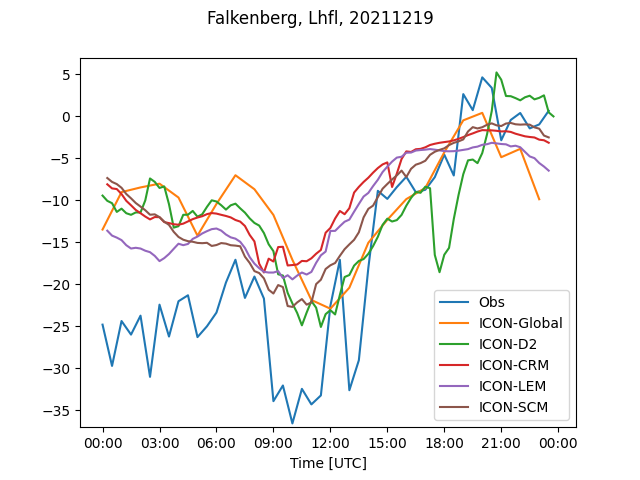 Falkenberg, Lhfl, 20211219
5
0
−5
−10
−15
−20
−25
−30
−35
Obs
ICON-Global
ICON-D2
ICON-CRM
ICON-LEM
ICON-SCM
00:00 03:00 06:00 09:00 12:00 15:00 18:00 21:00 00:00
Time [UTC]